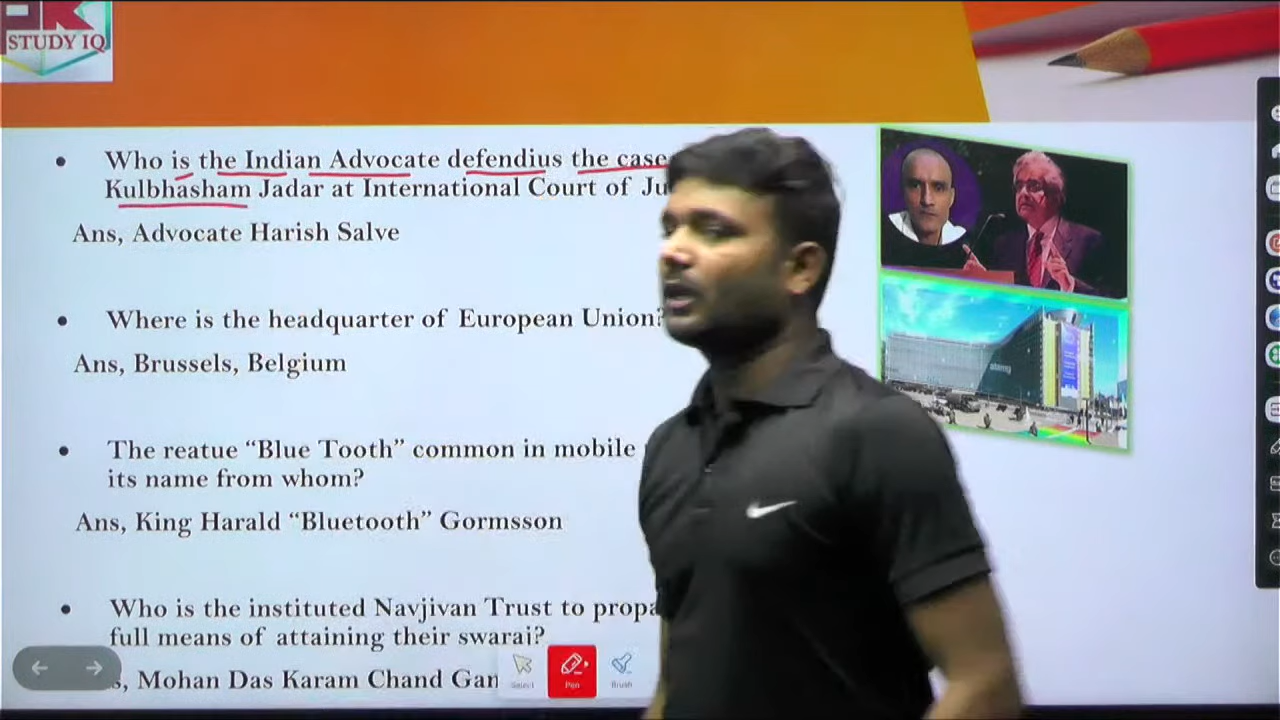 STUDY IQ
• Who is the Indian Advocate defendius the case
Kulbhasham Jadar at International Court of Ju
Ans, Advocate Harish Salve
• Where is the headquarter of European Union?
Ans, Brussels, Belgium
• The reatue “Blue Tooth” common in mobile
its name from whom?
Ans, King Harald “Bluetooth” Gormsson
• Who is the instituted Navjivan Trust to propa
full means of attaining their swarai?
s, Mohan Das Karam Chand Gan
Select Pen Brush